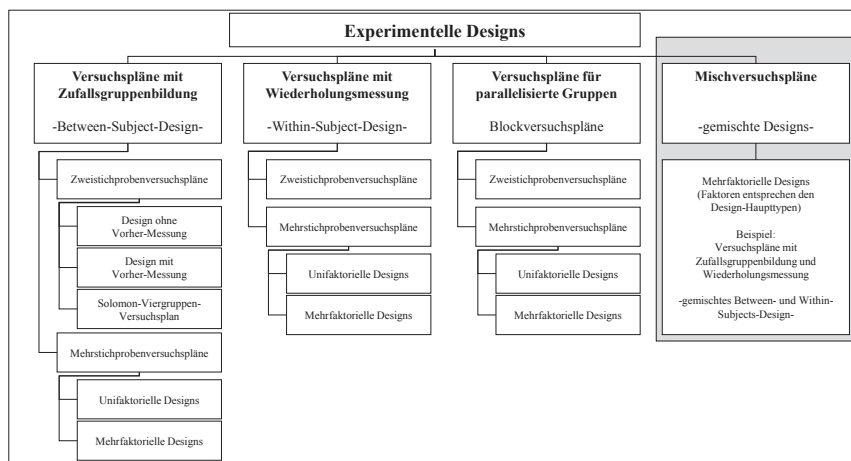 Experimentelle Designs
Versuchspläne mit
Zufallsgruppenbildung
-Between-Subject-Design-
Zweistichprobenversuchspläne
Design ohne
Vorher-Messung
Design mit
Vorher-Messung
Solomon-Viergruppen-
Versuchsplan
Mehrstichprobenversuchspläne
Unifaktorielle Designs
Mehrfaktorielle Designs
Versuchspläne mit
Wiederholungsmessung
-Within-Subject-Design-
Zweistichprobenversuchspläne
Mehrstichprobenversuchspläne
Unifaktorielle Designs
Mehrfaktorielle Designs
Versuchspläne für
parallelisierte Gruppen
Blockversuchspläne
Zweistichprobenversuchspläne
Mehrstichprobenversuchspläne
Unifaktorielle Designs
Mehrfaktorielle Designs
Mischversuchspläne
-gemischte Designs-
Mehrfaktorielle Designs
(Faktoren entsprechen den
Design-Haupttypen)
Beispiel:
Versuchspläne mit
Zufallsgruppenbildung und
Wiederholungsmessung
-gemischtes Between- und Within-
Subjects-Design-